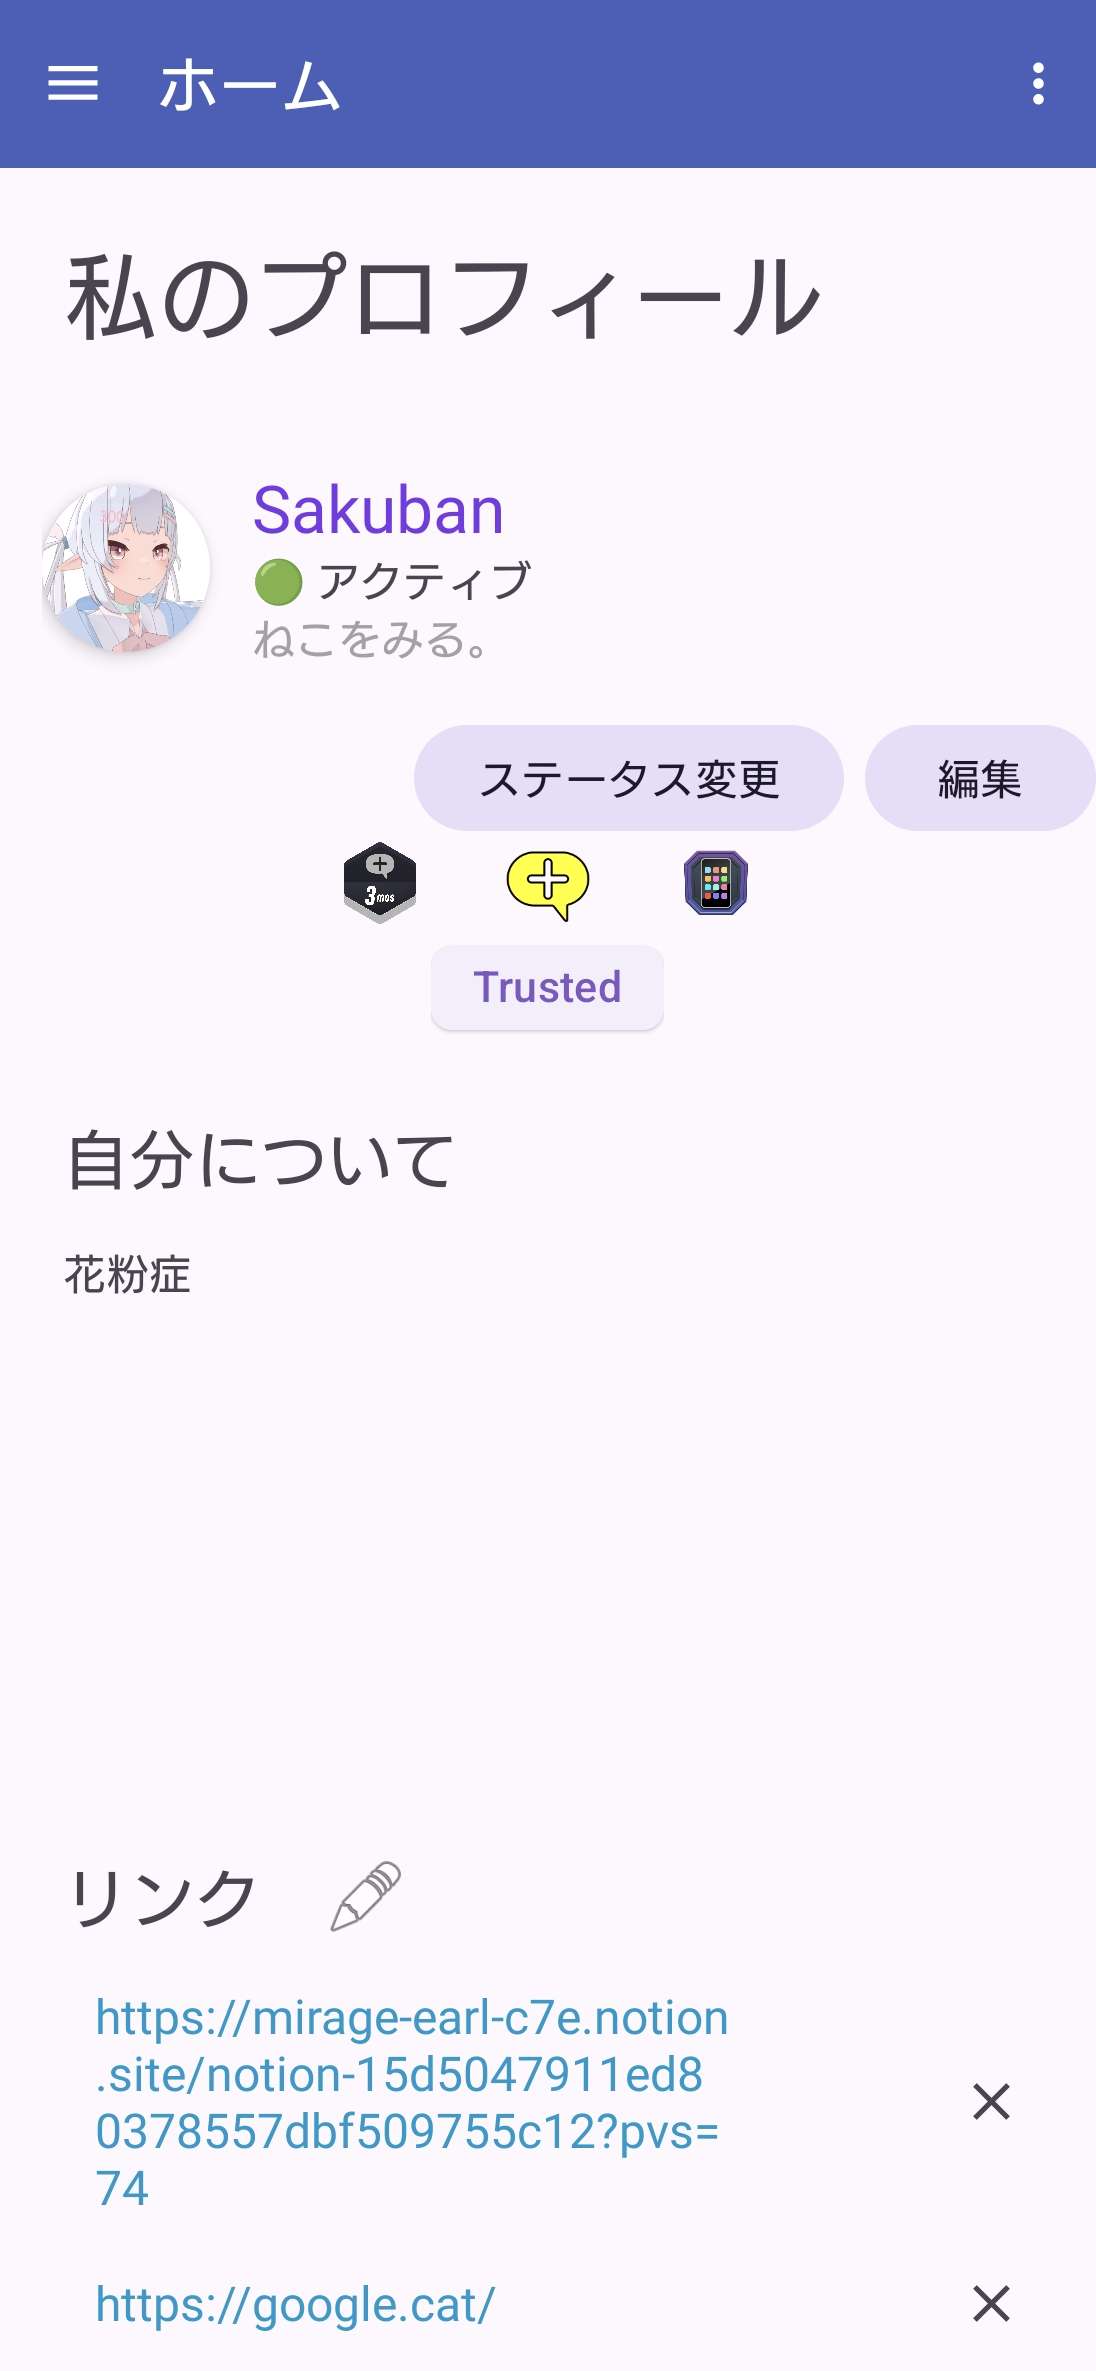 ホーム
私のプロフィール
Sakuban
アクティブ
ねこをみる。
ステータス変更
編集
3mos
Trusted
自分について
花粉症
リンク
https://mirage-earl-c7e.notion
.site/notion-15d5047911ed8
0378557dbf509755c12?pvs=
74
https://google.cat/